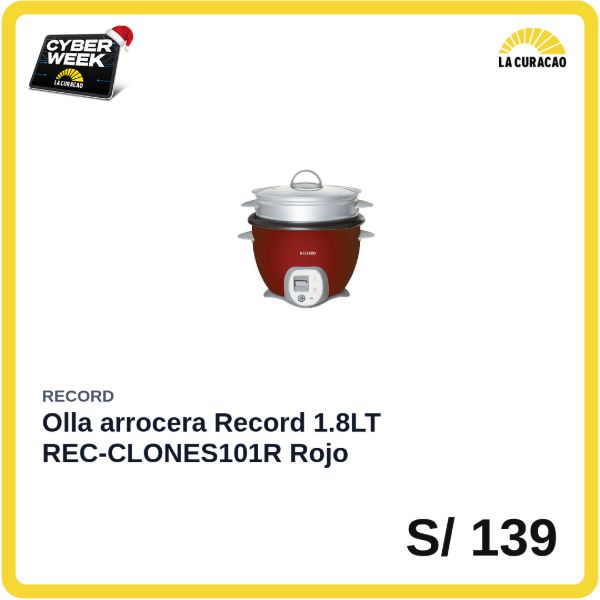 CYBER
WEEK
LA CURACAO
LA CURACAO
RECORD
RECORD
Olla arrocera Record 1.8LT
REC-CLONES101R Rojo
S/ 139